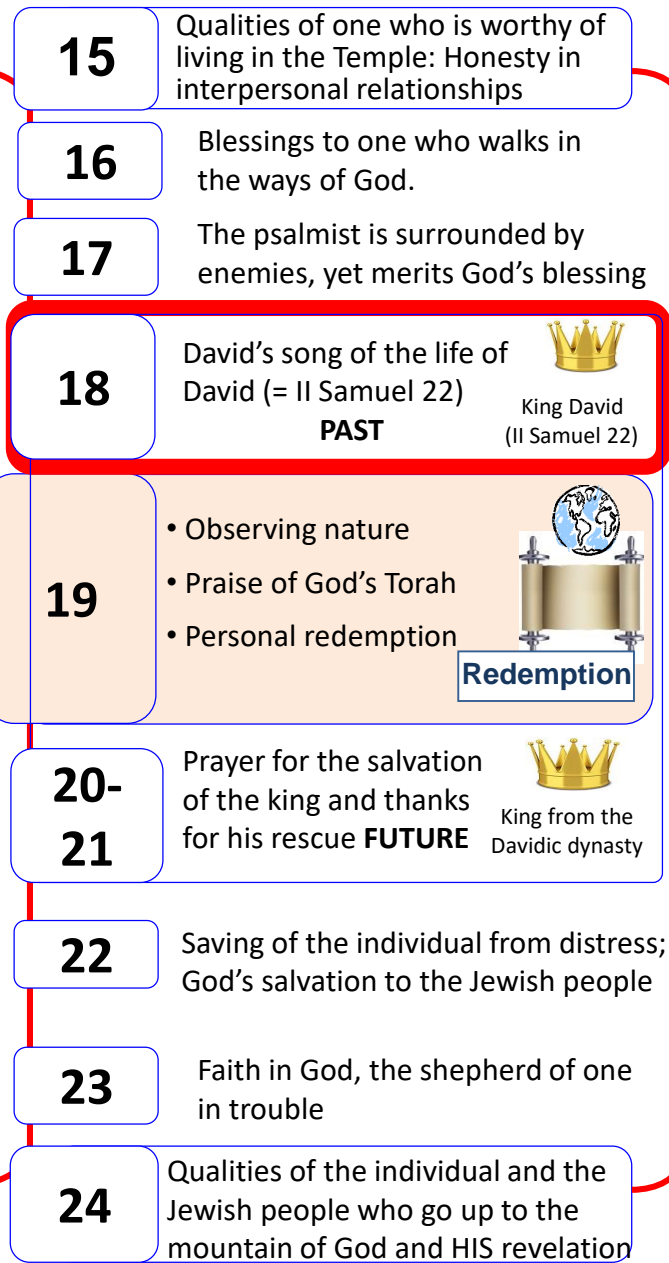 15
Qualities of one who is worthy of
living in the Temple: Honesty in
interpersonal relationships
16
Blessings to one who walks in
the ways of God.
17
The psalmist is surrounded by
enemies, yet merits God’s blessing
18
David’s song of the life of
David (= II Samuel 22)
PAST
King David
(II Samuel 22)
19
• Observing nature
• Praise of God’s Torah
• Personal redemption
Redemption
20-
21
Prayer for the salvation
of the king and thanks
for his rescue FUTURE
King from the
Davidic dynasty
22
Saving of the individual from distress;
God’s salvation to the Jewish people
23
Faith in God, the shepherd of one
in trouble
24
Qualities of the individual and the
Jewish people who go up to the
mountain of God and HIS revelation